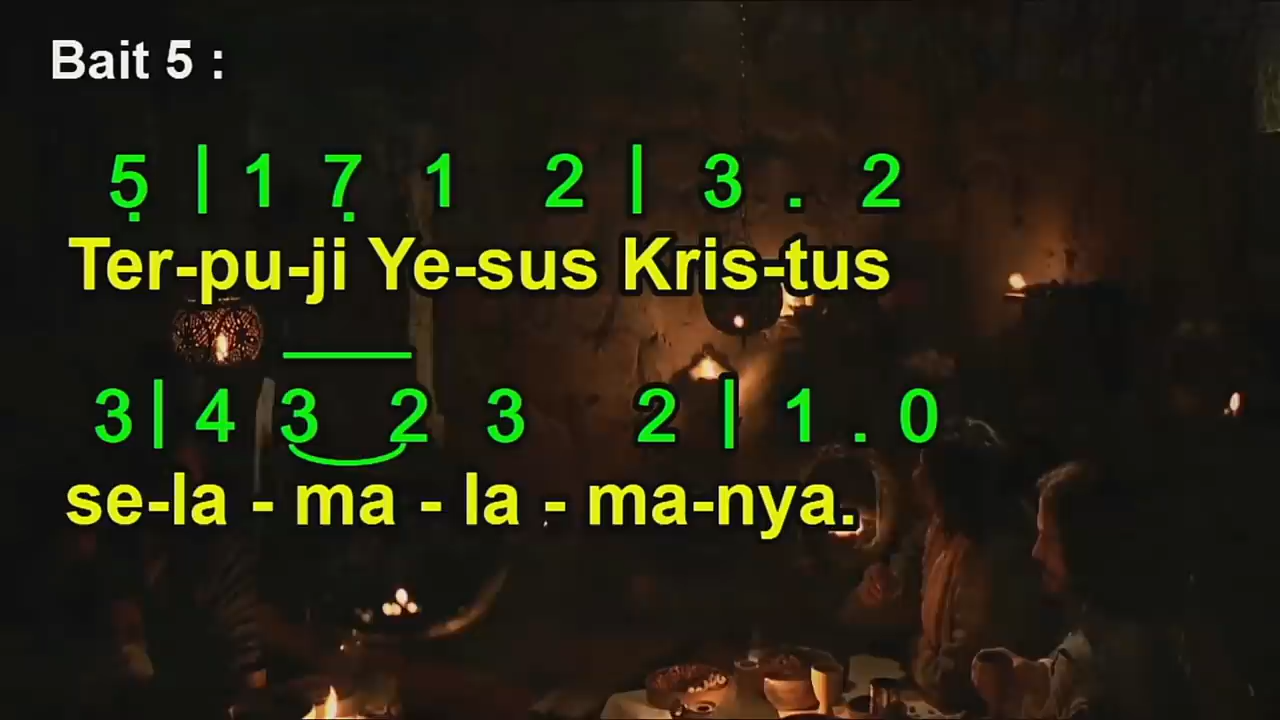 Bait 5 :
5̣ | 1 7̣ 1 2 | 3 . 2
Ter-pu-ji Ye-sus Kris-tus
3 | 4 3 2 3 2 | 1 . 0
se-la - ma - la - ma-nya.